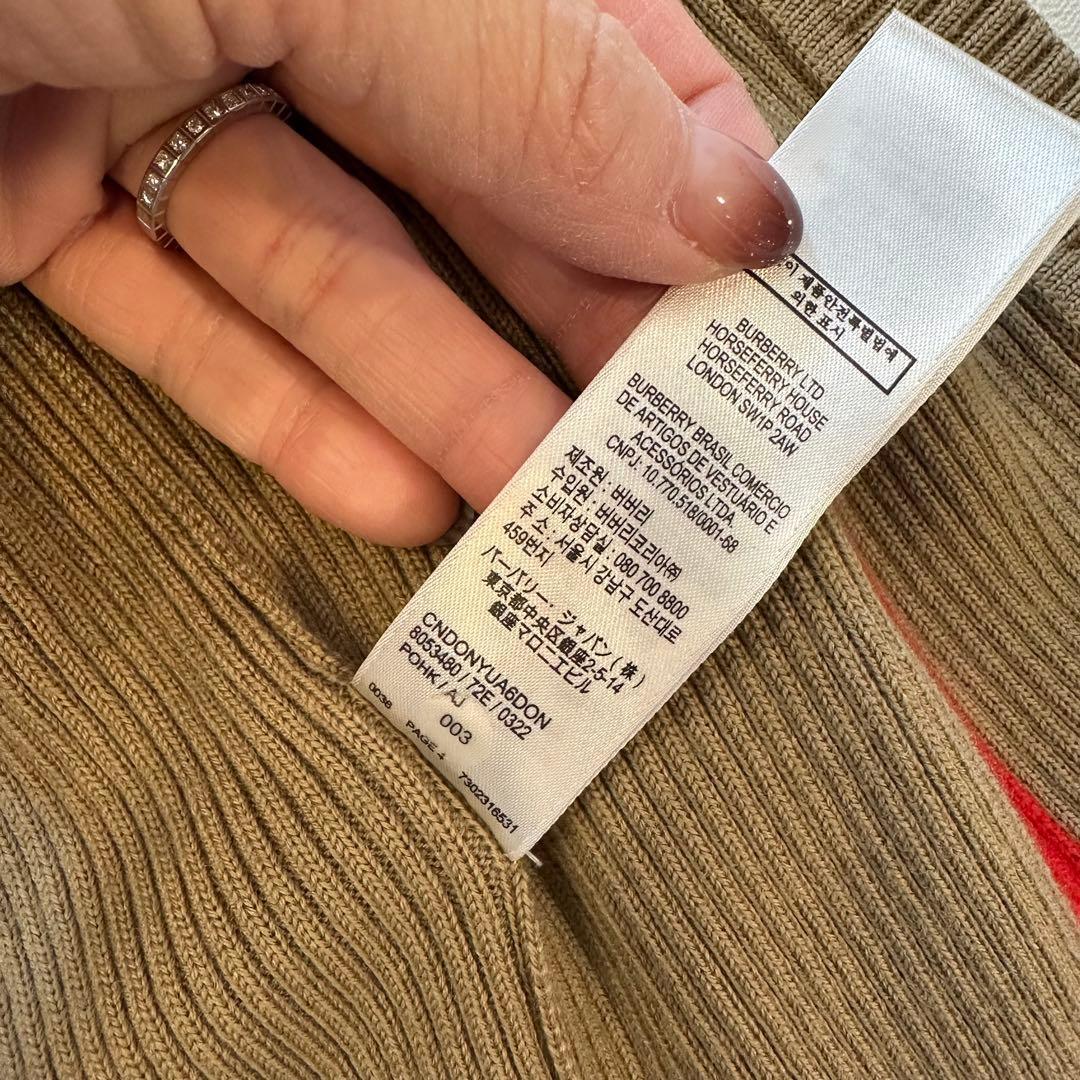 이 제품안전특별법에
의한 표시
BURBERRY LTD
HORSEFERRY HOUSE
HORSEFERRY ROAD
LONDON SW1P 2AW
BURBERRY BRASIL COMÉRCIO
DE ARTIGOS DE VESTUÁRIO E
ACESSÓRIOS LTDA.
CNPJ: 10.770.518/0001-68
제조원 : 버버리
수입원 : 버버리코리아㈜
소비자상담실 : 080 700 8800
주소 : 서울시 강남구 도산대로
459번지
バーバリー・ジャパン(株)
東京都中央区銀座2-5-14
銀座マロニエビル
CNDONYUA6DON
8053480 / 72E / 0322
POHK / AJ
003
0036 PAGE 4 7302316531